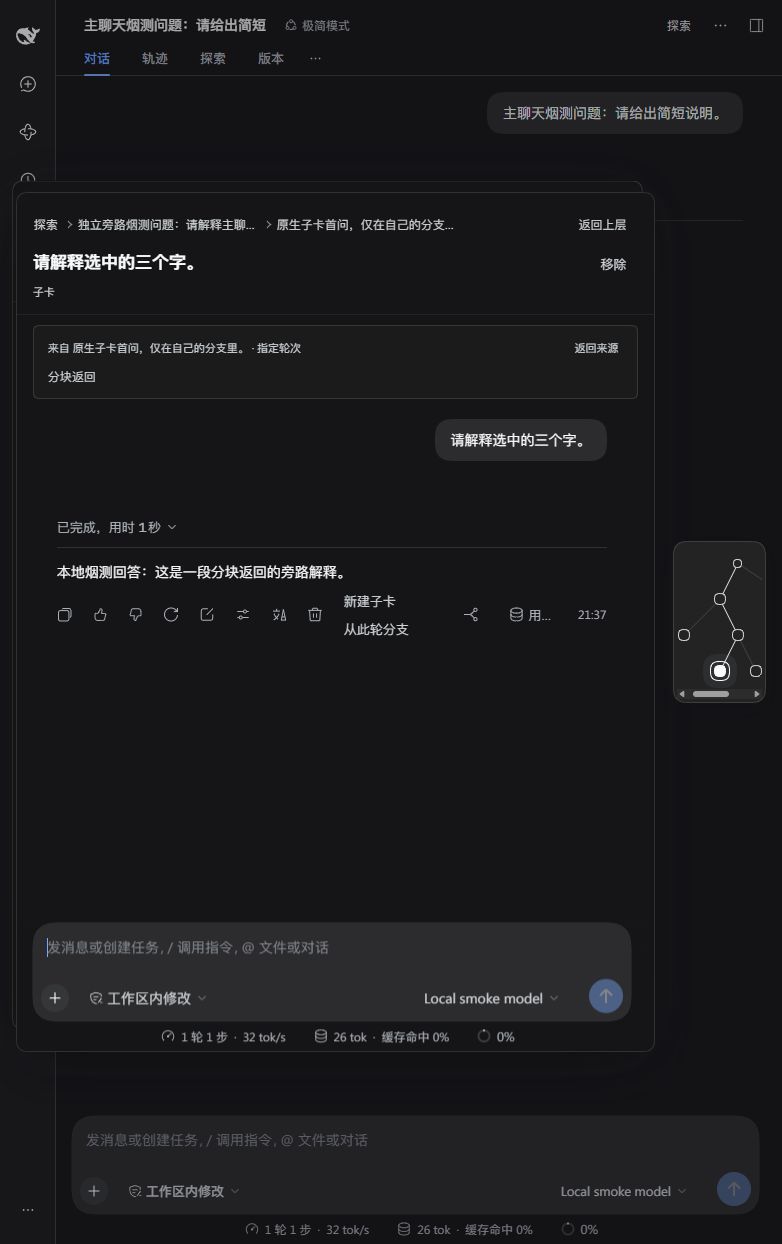 主聊天烟测问题：请给出简短 极简模式 探索 ···
对话 轨迹 探索 版本 ···
主聊天烟测问题：请给出简短说明。
探索 > 独立旁路烟测问题：请解释主聊... > 原生子卡首问，仅在自己的分支... 返回上层
请解释选中的三个字。 移除
子卡
来自 原生子卡首问，仅在自己的分支里。 · 指定轮次 返回来源
分块返回
请解释选中的三个字。
已完成，用时 1 秒
本地烟测回答：这是一段分块返回的旁路解释。
新建子卡
从此轮分支
用... 21:37
发消息或创建任务, / 调用指令, @ 文件或对话
工作区内修改 Local smoke model
1 轮 1 步 · 32 tok/s 26 tok · 缓存命中 0% 0%
发消息或创建任务, / 调用指令, @ 文件或对话
工作区内修改 Local smoke model
1 轮 1 步 · 32 tok/s 26 tok · 缓存命中 0% 0%